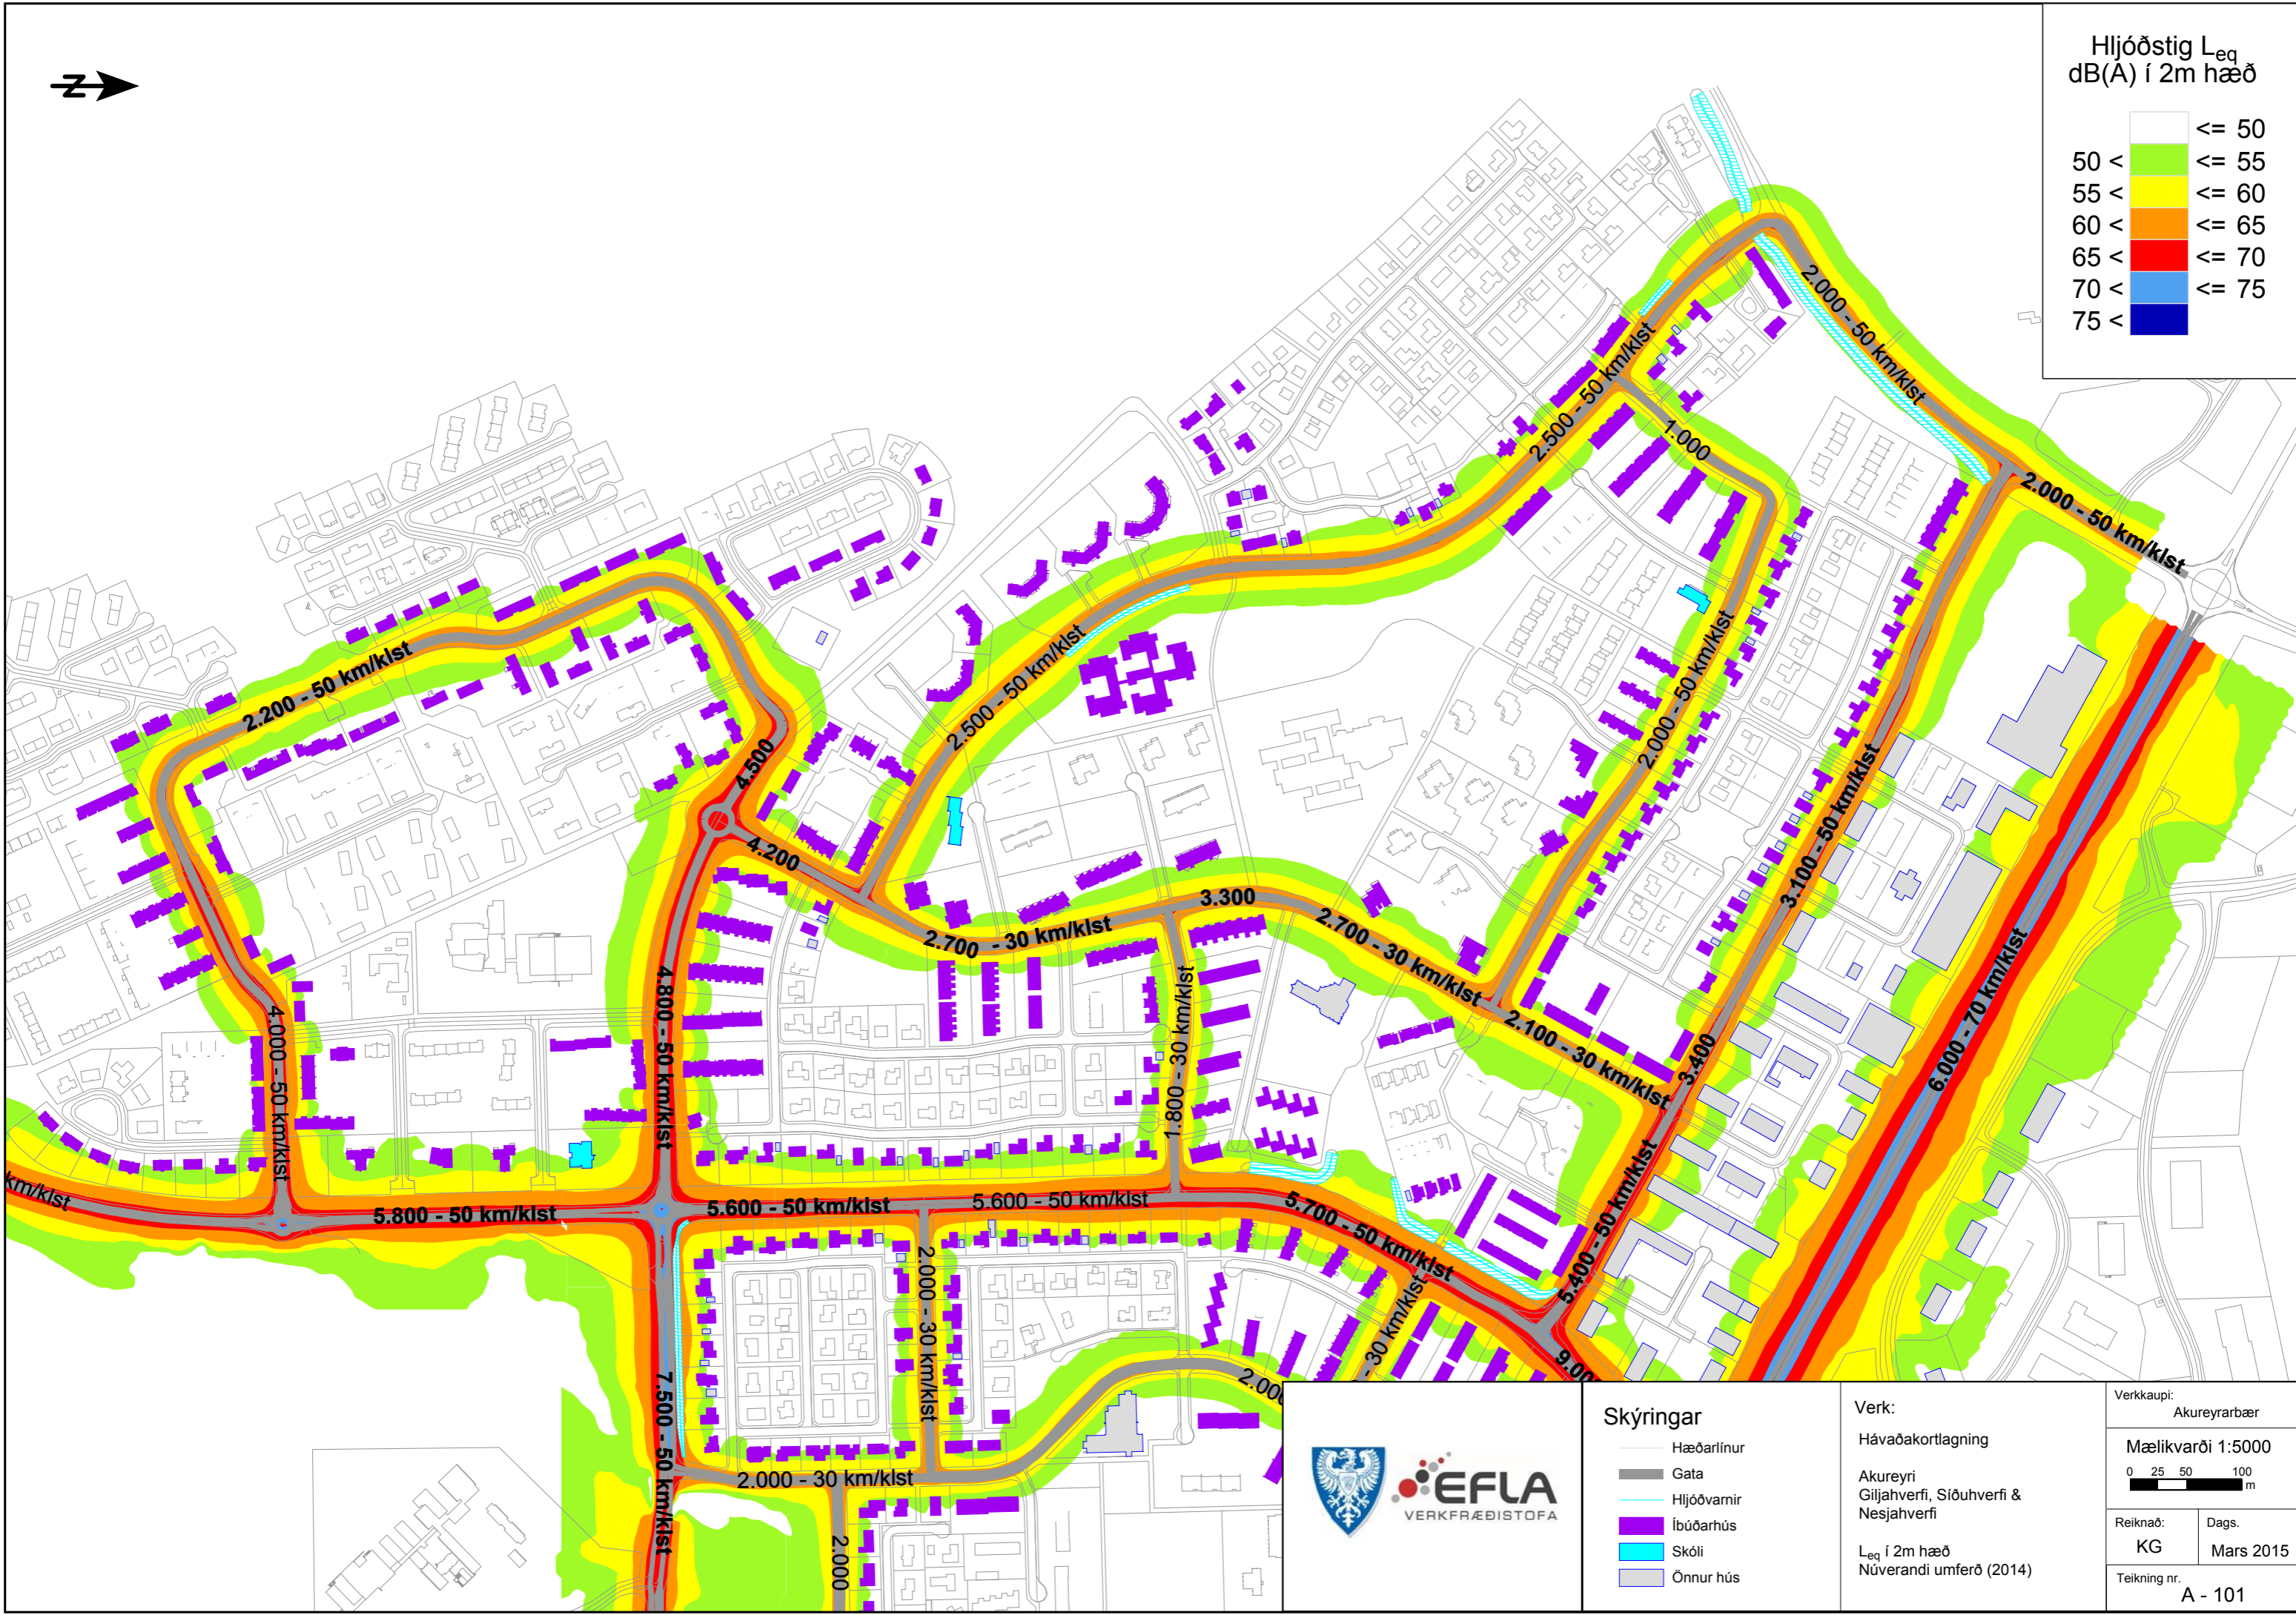 Z
Hljóðstig Leq
dB(A) í 2m hæð
<= 50
50 < <= 55
55 < <= 60
60 < <= 65
65 < <= 70
70 < <= 75
75 <
2.000 - 50 km/klst
2.500 - 50 km/klst
1.000
2.000 - 50 km/klst
2.200 - 50 km/klst
2.500 - 50 km/klst
2.000 - 50 km/klst
4.500
4.200
3.100 - 50 km/klst
3.300
2.700 - 30 km/klst
2.700 - 30 km/klst
4.800 - 50 km/klst
4.000 - 50 km/klst
1.800 - 30 km/klst
2.100 - 30 km/klst
3.400
6.000 - 70 km/klst
km/klst
5.800 - 50 km/klst
5.600 - 50 km/klst
5.600 - 50 km/klst
5.700 - 50 km/klst
5.400 - 50 km/klst
2.000 - 30 km/klst
- 30 km/klst
9.00
2.000
7.500 - 50 km/klst
2.000 - 30 km/klst
2.000
EFLA
VERKFRÆÐISTOFA
Skýringar
Hæðarlínur
Gata
Hljóðvarnir
Íbúðarhús
Skóli
Önnur hús
Verk:
Hávaðakortlagning
Akureyri
Giljahverfi, Síðuhverfi &
Nesjahverfi
Leq í 2m hæð
Núverandi umferð (2014)
Verkkaupi:
Akureyrarbær
Mælikvarði 1:5000
0 25 50 100
m
Reiknað:
KG
Dags.
Mars 2015
Teikning nr.
A - 101